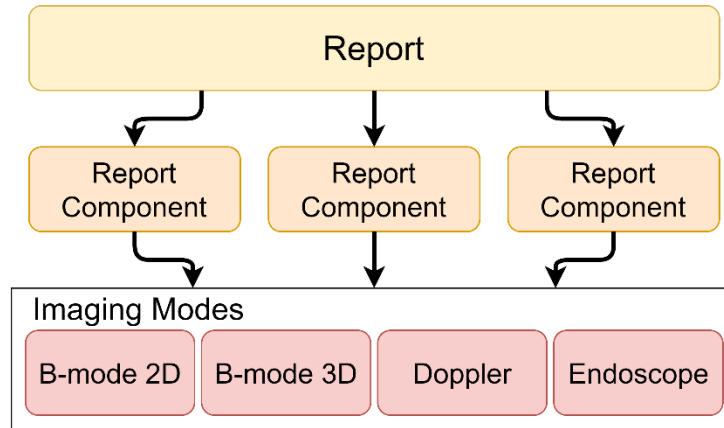 Report
Report
Component
Report
Component
Report
Component
Imaging Modes
B-mode 2D
B-mode 3D
Doppler
Endoscope